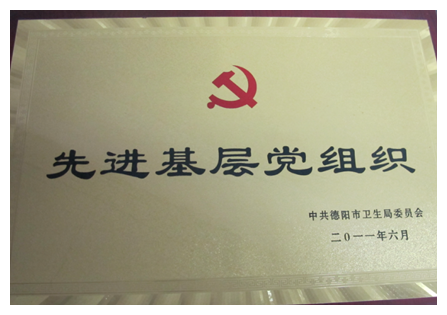 先进基层党组织
中共德阳市卫生局委员会
二〇一一年六月